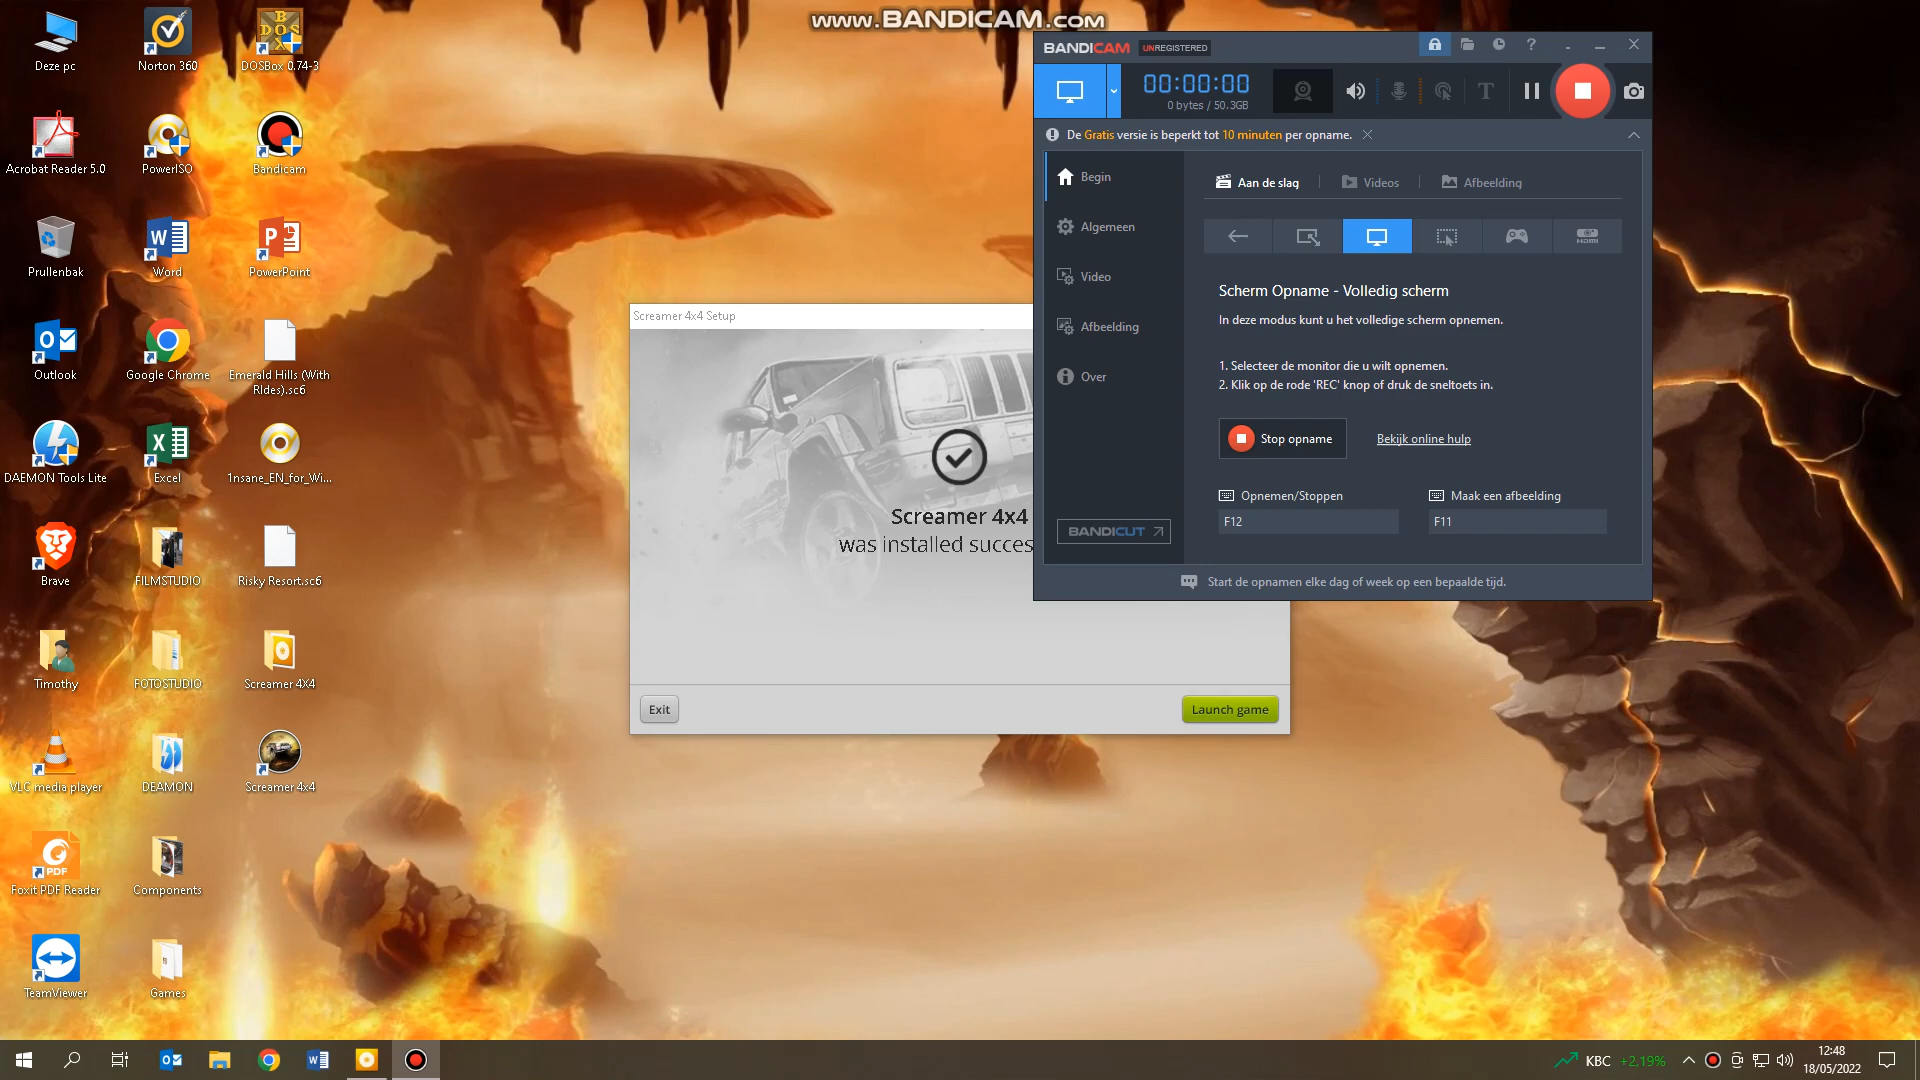 www.BANDICAM.com
Deze pc
Norton 360
DOSBox 0.74-3
Acrobat Reader 5.0
PowerISO
Bandicam
Prullenbak
Word
PowerPoint
Outlook
Google Chrome
Emerald Hills (With
RIdes).sc6
DAEMON Tools Lite
Excel
1nsane_EN_for_Wi...
Brave
FILMSTUDIO
Risky Resort.sc6
Timothy
FOTOSTUDIO
Screamer 4X4
VLC media player
DEAMON
Screamer 4x4
Foxit PDF Reader
Components
TeamViewer
Games
Screamer 4x4 Setup
Screamer 4x4
was installed succes
Exit
Launch game
BANDICAM UNREGISTERED
00:00:00
0 bytes / 50.3GB
De Gratis versie is beperkt tot 10 minuten per opname.
Begin
Algemeen
Video
Afbeelding
Over
BANDICUT
Aan de slag
Videos
Afbeelding
HDMI
Scherm Opname - Volledig scherm
In deze modus kunt u het volledige scherm opnemen.
1. Selecteer de monitor die u wilt opnemen.
2. Klik op de rode 'REC' knop of druk de sneltoets in.
Stop opname
Bekijk online hulp
Opnemen/Stoppen
Maak een afbeelding
F12
F11
Start de opnamen elke dag of week op een bepaalde tijd.
KBC +2,19%
12:48
18/05/2022